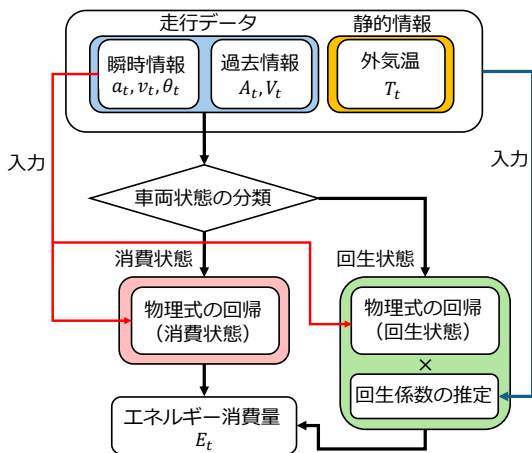 走行データ
静的情報
瞬時情報
a_t, v_t, θ_t
過去情報
A_t, V_t
外気温
T_t
入力
入力
車両状態の分類
消費状態
回生状態
物理式の回帰
（消費状態）
物理式の回帰
（回生状態）
×
回生係数の推定
エネルギー消費量
E_t